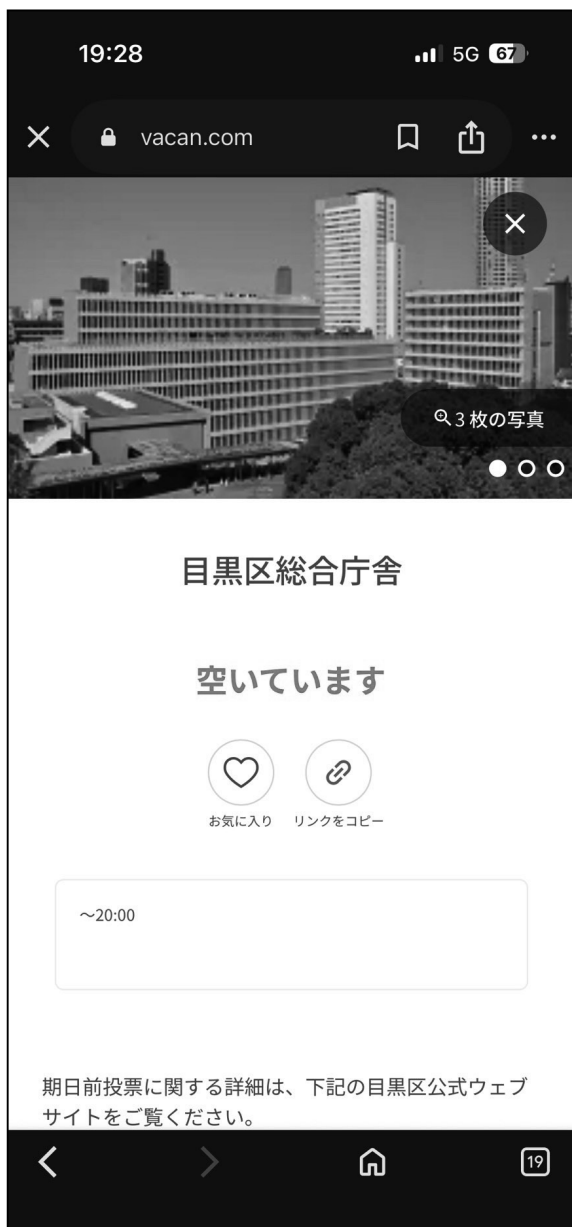 19:28
5G 67
vacan.com
3枚の写真
目黒区総合庁舎
空いています
お気に入り リンクをコピー
～20:00
期日前投票に関する詳細は、下記の目黒区公式ウェブ
サイトをご覧ください。
19